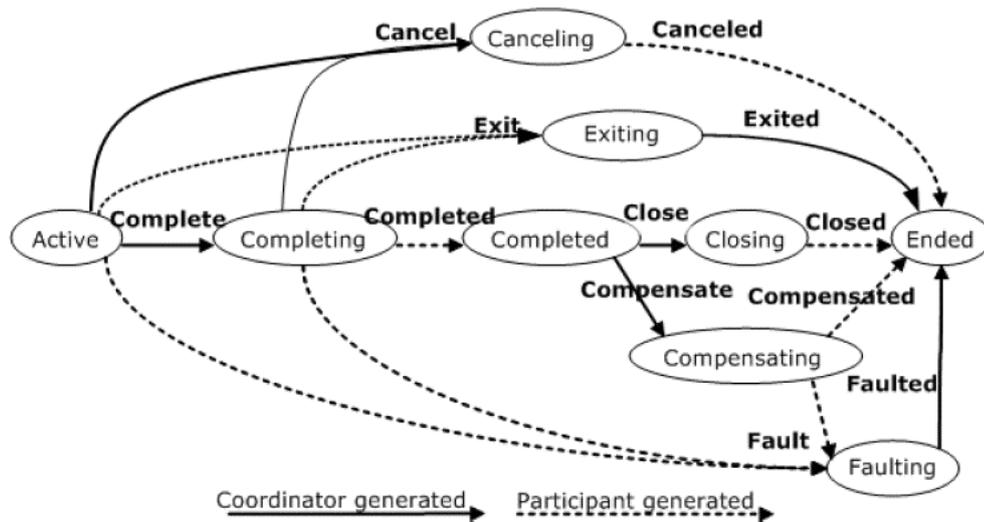 Cancel
Canceling
Canceled
Exit
Exiting
Exited
Active
Complete
Completing
Completed
Completed
Close
Closing
Closed
Ended
Compensate
Compensated
Compensating
Faulted
Fault
Faulting
Coordinator generated
Participant generated